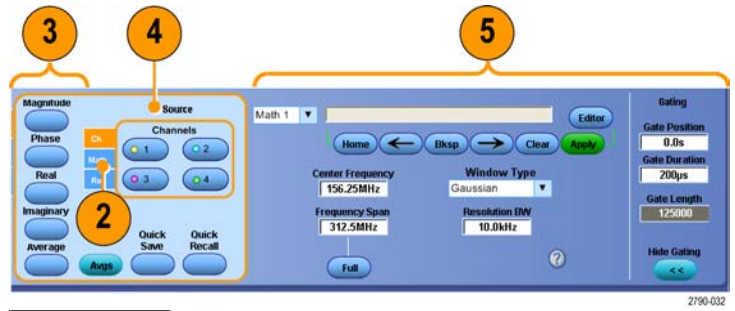 3
4
5
Magnitude
Phase
Real
Imaginary
Average
Source
Ch
2
Channels
1
2
3
4
Avgs
Quick Save
Quick Recall
Math 1
Editor
Home
←
Bksp
→
Clear
Apply
Center Frequency
156.25MHz
Window Type
Gaussian
Frequency Span
312.5MHz
Resolution BW
10.0kHz
Full
?
Gating
Gate Position
0.0s
Gate Duration
200µs
Gate Length
125000
Hide Gating
<<
2790-032